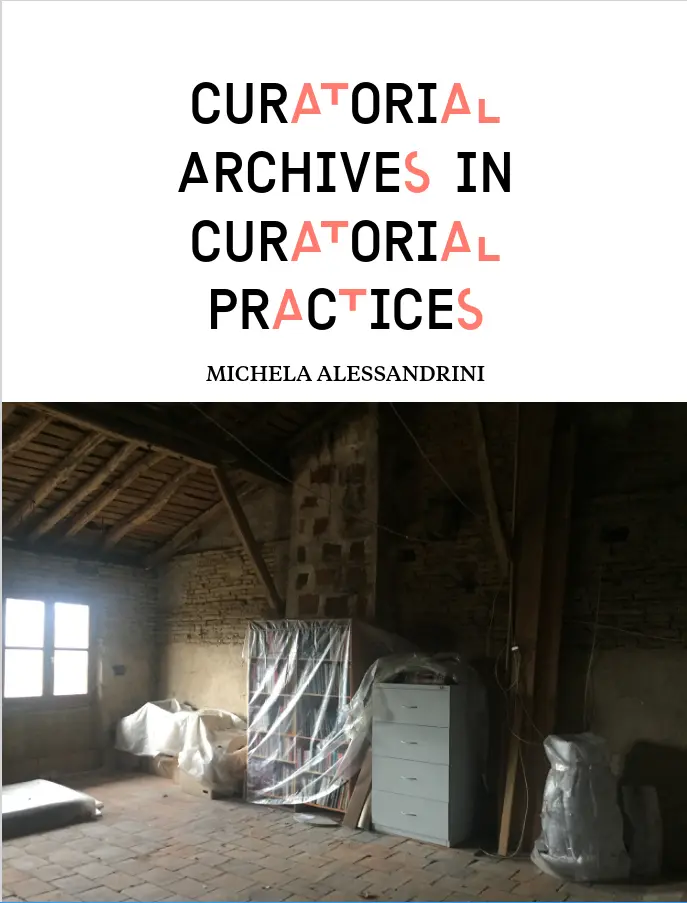 CURATORIAL
ARCHIVES IN
CURATORIAL
PRACTICES
MICHELA ALESSANDRINI